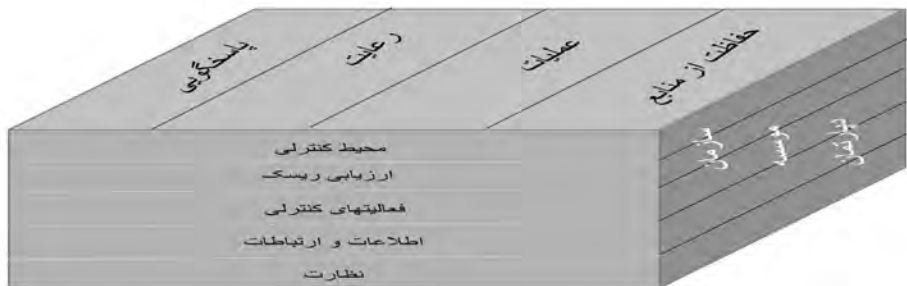 حفاظت از منابع
عملیات
رعایت
پاسخگویی
محیط کنترلی
ارزیابی ریسک
فعالیتهای کنترلی
اطلاعات و ارتباطات
نظارت
سازمان
موسسه